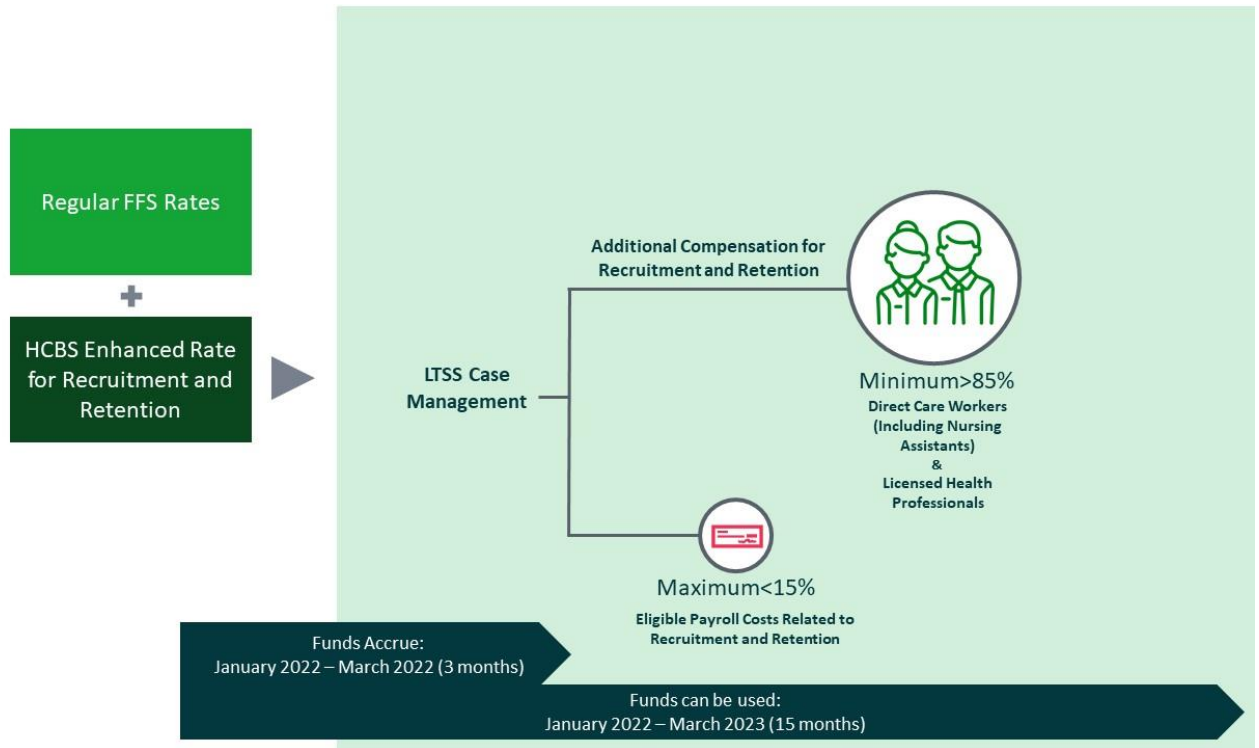 Regular FFS Rates
HCBS Enhanced Rate
for Recruitment and
Retention
LTSS Case
Management
Additional Compensation for
Recruitment and Retention
Minimum>85%
Direct Care Workers
(Including Nursing
Assistants)
&
Licensed Health
Professionals
Maximum<15%
Eligible Payroll Costs Related to
Recruitment and Retention
Funds Accrue:
January 2022 – March 2022 (3 months)
Funds can be used:
January 2022 – March 2023 (15 months)